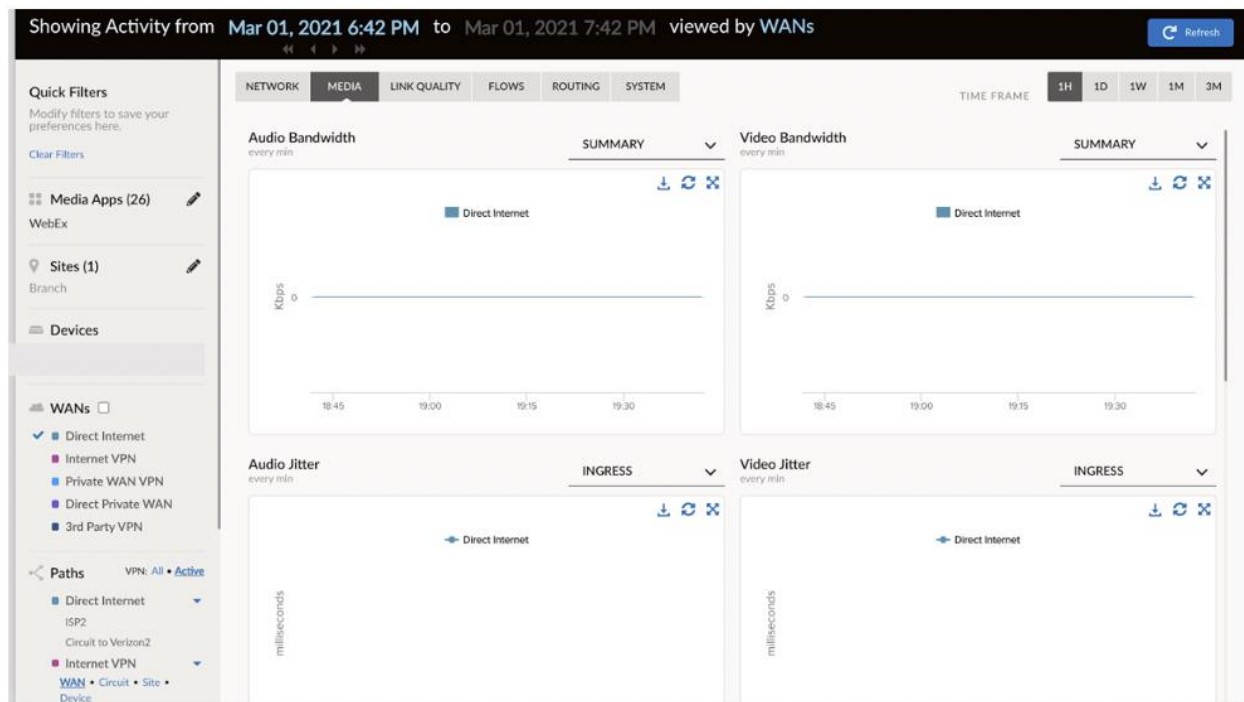 Showing Activity from Mar 01, 2021 6:42 PM to Mar 01, 2021 7:42 PM viewed by WANs
Refresh
Quick Filters
Modify filters to save your
preferences here.
Clear Filters
Media Apps (26)
WebEx
Sites (1)
Branch
Devices
WANs
Direct Internet
Internet VPN
Private WAN VPN
Direct Private WAN
3rd Party VPN
Paths VPN: All • Active
Direct Internet
ISP2
Circuit to Verizon2
Internet VPN
WAN • Circuit • Site •
Device
NETWORK MEDIA LINK QUALITY FLOWS ROUTING SYSTEM
TIME FRAME 1H 1D 1W 1M 3M
Audio Bandwidth
every min
SUMMARY
Direct Internet
Kbps
0
18:45 19:00 19:15 19:30
Video Bandwidth
every min
SUMMARY
Direct Internet
Kbps
0
18:45 19:00 19:15 19:30
Audio Jitter
every min
INGRESS
Direct Internet
milliseconds
Video Jitter
every min
INGRESS
Direct Internet
milliseconds